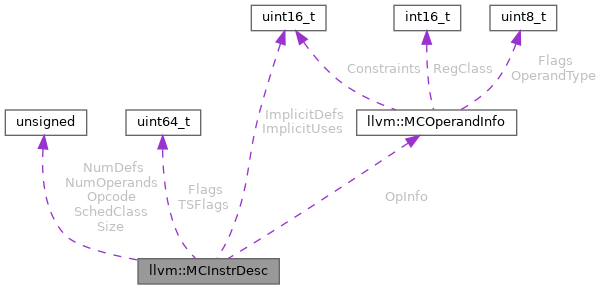 uint16_t
int16_t
uint8_t
Constraints
RegClass
Flags
OperandType
unsigned
uint64_t
llvm::MCOperandInfo
ImplicitDefs
ImplicitUses
NumDefs
NumOperands
Opcode
SchedClass
Size
Flags
TSFlags
OpInfo
llvm::MCInstrDesc